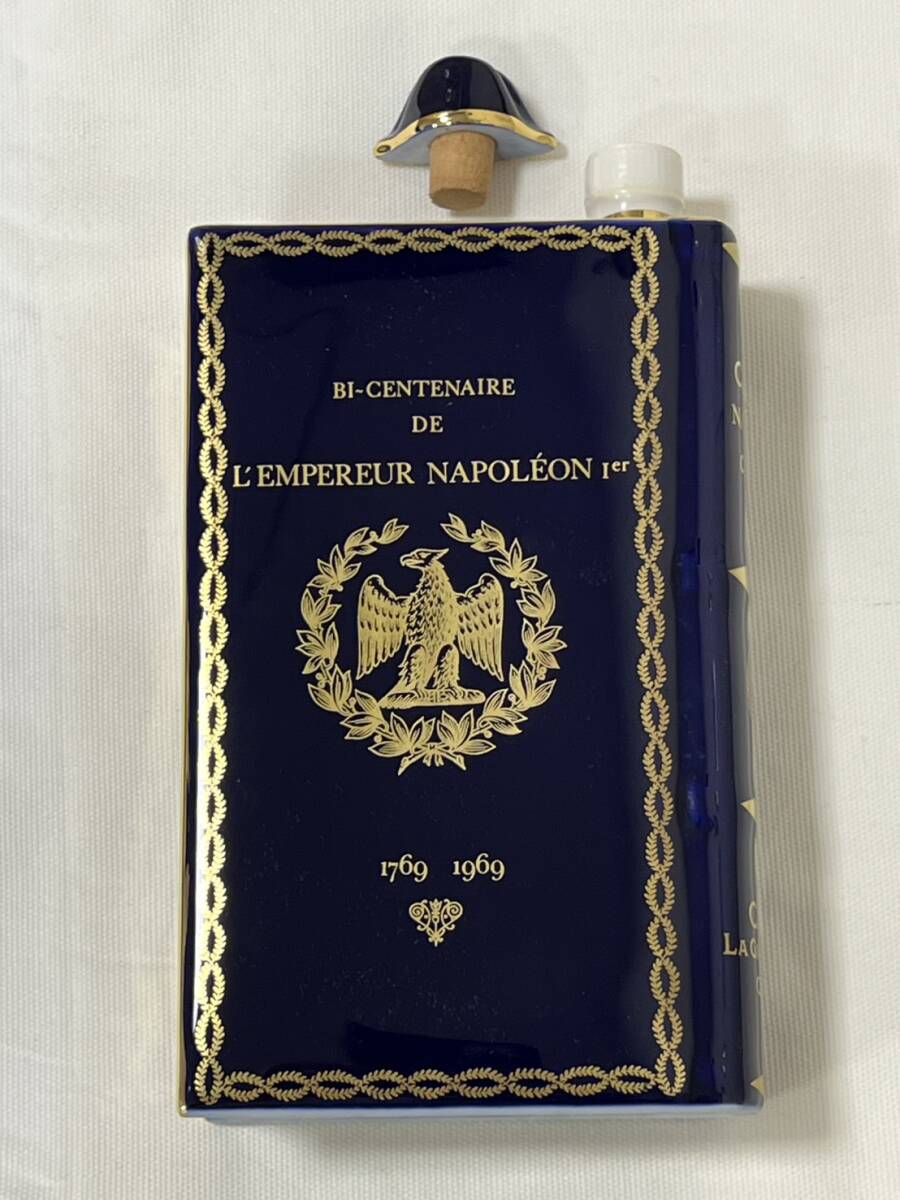 BI~CENTENAIRE
DE
L'EMPEREUR NAPOLÉON Ier
1769 1969